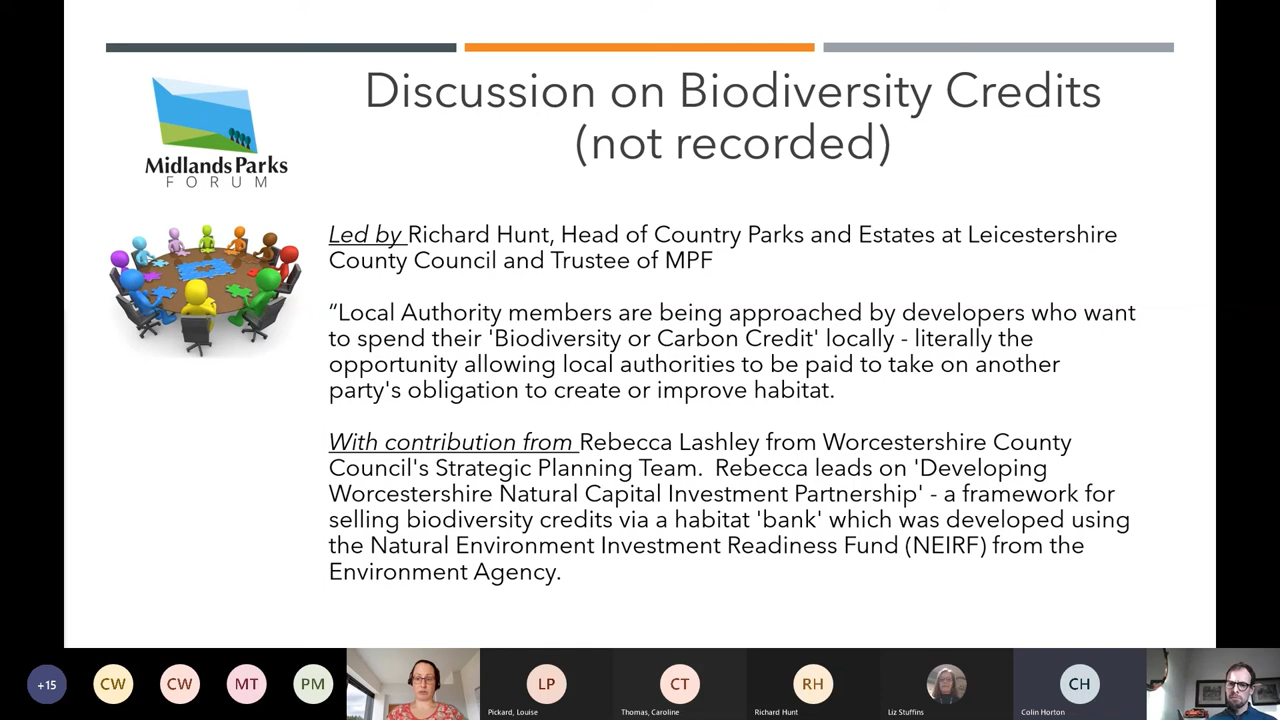 Discussion on Biodiversity Credits
(not recorded)
Midlands Parks
FORUM
Led by Richard Hunt, Head of Country Parks and Estates at Leicestershire
County Council and Trustee of MPF
“Local Authority members are being approached by developers who want
to spend their 'Biodiversity or Carbon Credit' locally - literally the
opportunity allowing local authorities to be paid to take on another
party's obligation to create or improve habitat.
With contribution from Rebecca Lashley from Worcestershire County
Council's Strategic Planning Team.  Rebecca leads on 'Developing
Worcestershire Natural Capital Investment Partnership' - a framework for
selling biodiversity credits via a habitat 'bank' which was developed using
the Natural Environment Investment Readiness Fund (NEIRF) from the
Environment Agency.
+15
CW
CW
MT
PM
LP
CT
RH
CH
Pickard, Louise
Thomas, Caroline
Richard Hunt
Liz Stuffins
Colin Horton